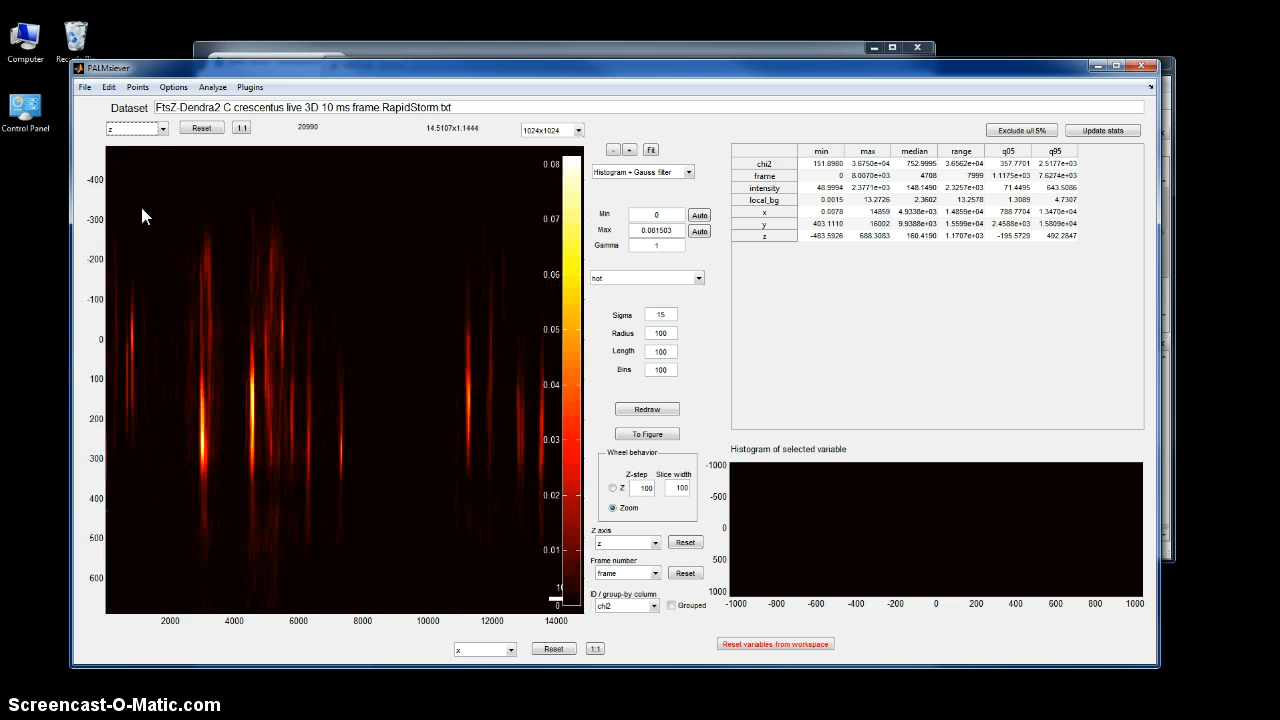 Computer
Recycle Bin
Control Panel
PALMsiever
File Edit Points Options Analyze Plugins
Dataset FtsZ-Dendra2 C crescentus live 3D 10 ms frame.RapidStorm.txt
z Reset 1:1 20990 14.5107x1.1444 1024x1024 Exclude u/l 5% Update stats
- + Fit
Histogram + Gauss filter
Min 0 Auto
Max 0.081503 Auto
Gamma 1
hot
Sigma 15
Radius 100
Length 100
Bins 100
Redraw
To Figure
Wheel behavior
Z-step Slice width
Z 100 100
Zoom
Z axis
z Reset
Frame number
frame Reset
ID / group-by column
chi2 Grouped
-400
-300
-200
-100
0
100
200
300
400
500
600
2000 4000 6000 8000 10000 12000 14000
0.08
0.07
0.06
0.05
0.04
0.03
0.02
0.01
0
10
x Reset 1:1
min max median range q05 q95
chi2 151.8980 3.6750e+04 752.9995 3.6562e+04 357.7701 2.5177e+03
frame 0 8.0070e+03 4708 7999 1.1175e+03 7.6274e+03
intensity 48.9994 2.3771e+03 148.1490 2.3257e+03 71.4495 643.5086
local_bg 0.0015 13.2726 2.3602 13.2528 1.3089 4.7307
x 0.0078 14859 4.9338e+03 1.4859e+04 788.7704 1.3470e+04
y 403.1110 16002 9.9388e+03 1.5599e+04 2.4588e+03 1.5809e+04
z -483.5926 688.3083 160.4190 1.1707e+03 -195.5729 492.2847
Histogram of selected variable
-1000
-500
0
500
1000
-1000 -800 -600 -400 -200 0 200 400 600 800 1000
Reset variables from workspace
Screencast-O-Matic.com